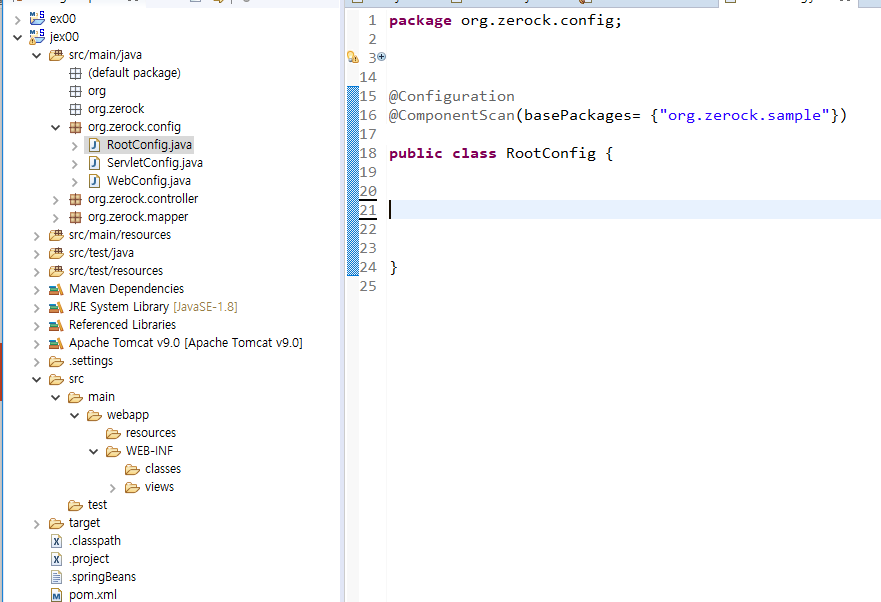 ex00
jex00
src/main/java
(default package)
org
org.zerock
org.zerock.config
RootConfig.java
ServletConfig.java
WebConfig.java
org.zerock.controller
org.zerock.mapper
src/main/resources
src/test/java
src/test/resources
Maven Dependencies
JRE System Library [JavaSE-1.8]
Referenced Libraries
Apache Tomcat v9.0 [Apache Tomcat v9.0]
.settings
src
main
webapp
resources
WEB-INF
classes
views
test
target
.classpath
.project
.springBeans
pom.xml
1 package org.zerock.config;
2
3
14
15 @Configuration
16 @ComponentScan(basePackages= {"org.zerock.sample"})
17
18 public class RootConfig {
19
20
21
22
23
24 }
25